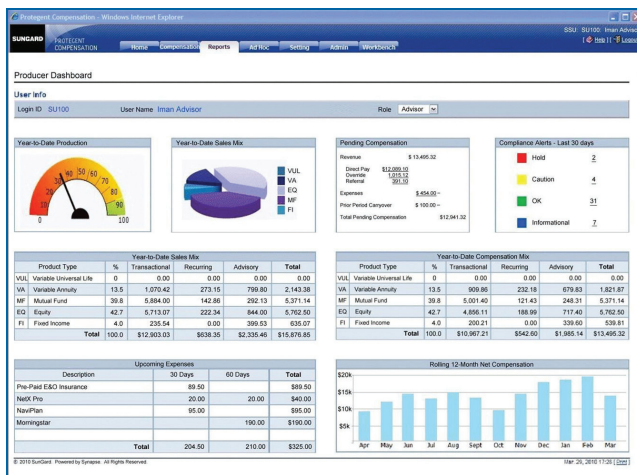 Protegent Compensation - Windows Internet Explorer
SUNGARD PROTEGENT COMPENSATION
SSU: SU100: Iman Advisor
[ Help ] [ Logout
Home Compensation Reports Ad Hoc Setting Admin Workbench
Producer Dashboard
User Info
Login ID SU100 User Name Iman Advisor Role Advisor
Year-to-Date Production
0 10 20 30 40 50 60 70 80 90 100
Year-to-Date Sales Mix
VUL
VA
EQ
MF
FI
Pending Compensation
Revenue $ 13,495.32
Direct Pay $12,089.10
Override 1,015.12
Referral 391.10
Expenses $ 454.00 –
Prior Period Carryover $ 100.00 –
Total Pending Compensation $12,941.32
Compliance Alerts - Last 30 days
Hold 2
Caution 4
OK 31
Informational 7
Year-to-Date Sales Mix
Product Type % Transactional Recurring Advisory Total
VUL Variable Universal Life 0 0.00 0.00 0.00 0.00
VA Variable Annuity 13.5 1,070.42 273.15 799.80 2,143.38
MF Mutual Fund 39.8 5,884.00 142.86 292.13 5,371.14
EQ Equity 42.7 5,713.07 222.34 844.00 5,762.50
FI Fixed Income 4.0 235.54 0.00 399.53 635.07
Total 100.0 $12,903.03 $638.35 $2,335.46 $15,876.85
Year-to-Date Compensation Mix
Product Type % Transactional Recurring Advisory Total
VUL Variable Universal Life 0 0.00 0.00 0.00 0.00
VA Variable Annuity 13.5 909.86 232.18 679.83 1,821.87
MF Mutual Fund 39.8 5,001.40 121.43 248.31 5,371.14
EQ Equity 42.7 4,856.11 188.99 717.40 5,762.50
FI Fixed Income 4.0 200.21 0.00 339.60 539.81
Total 100.0 $10,967.21 $542.60 $1,985.14 $13,495.32
Upcoming Expenses
Description 30 Days 60 Days Total
Pre-Paid E&O Insurance 89.50 $89.50
NetX Pro 20.00 20.00 $40.00
NaviPlan 95.00 $95.00
Morningstar 190.00 $190.00
Total 204.50 210.00 $325.00
Rolling 12-Month Net Compensation
$20k
$15k
$10k
$5k
Apr May Jun Jul Aug Sept Oct Nov Dec Jan Feb Mar
© 2010 SunGard. Powered by Synapse. All Rights Reserved.
Mar 29, 2010 17:26 [ Close ]